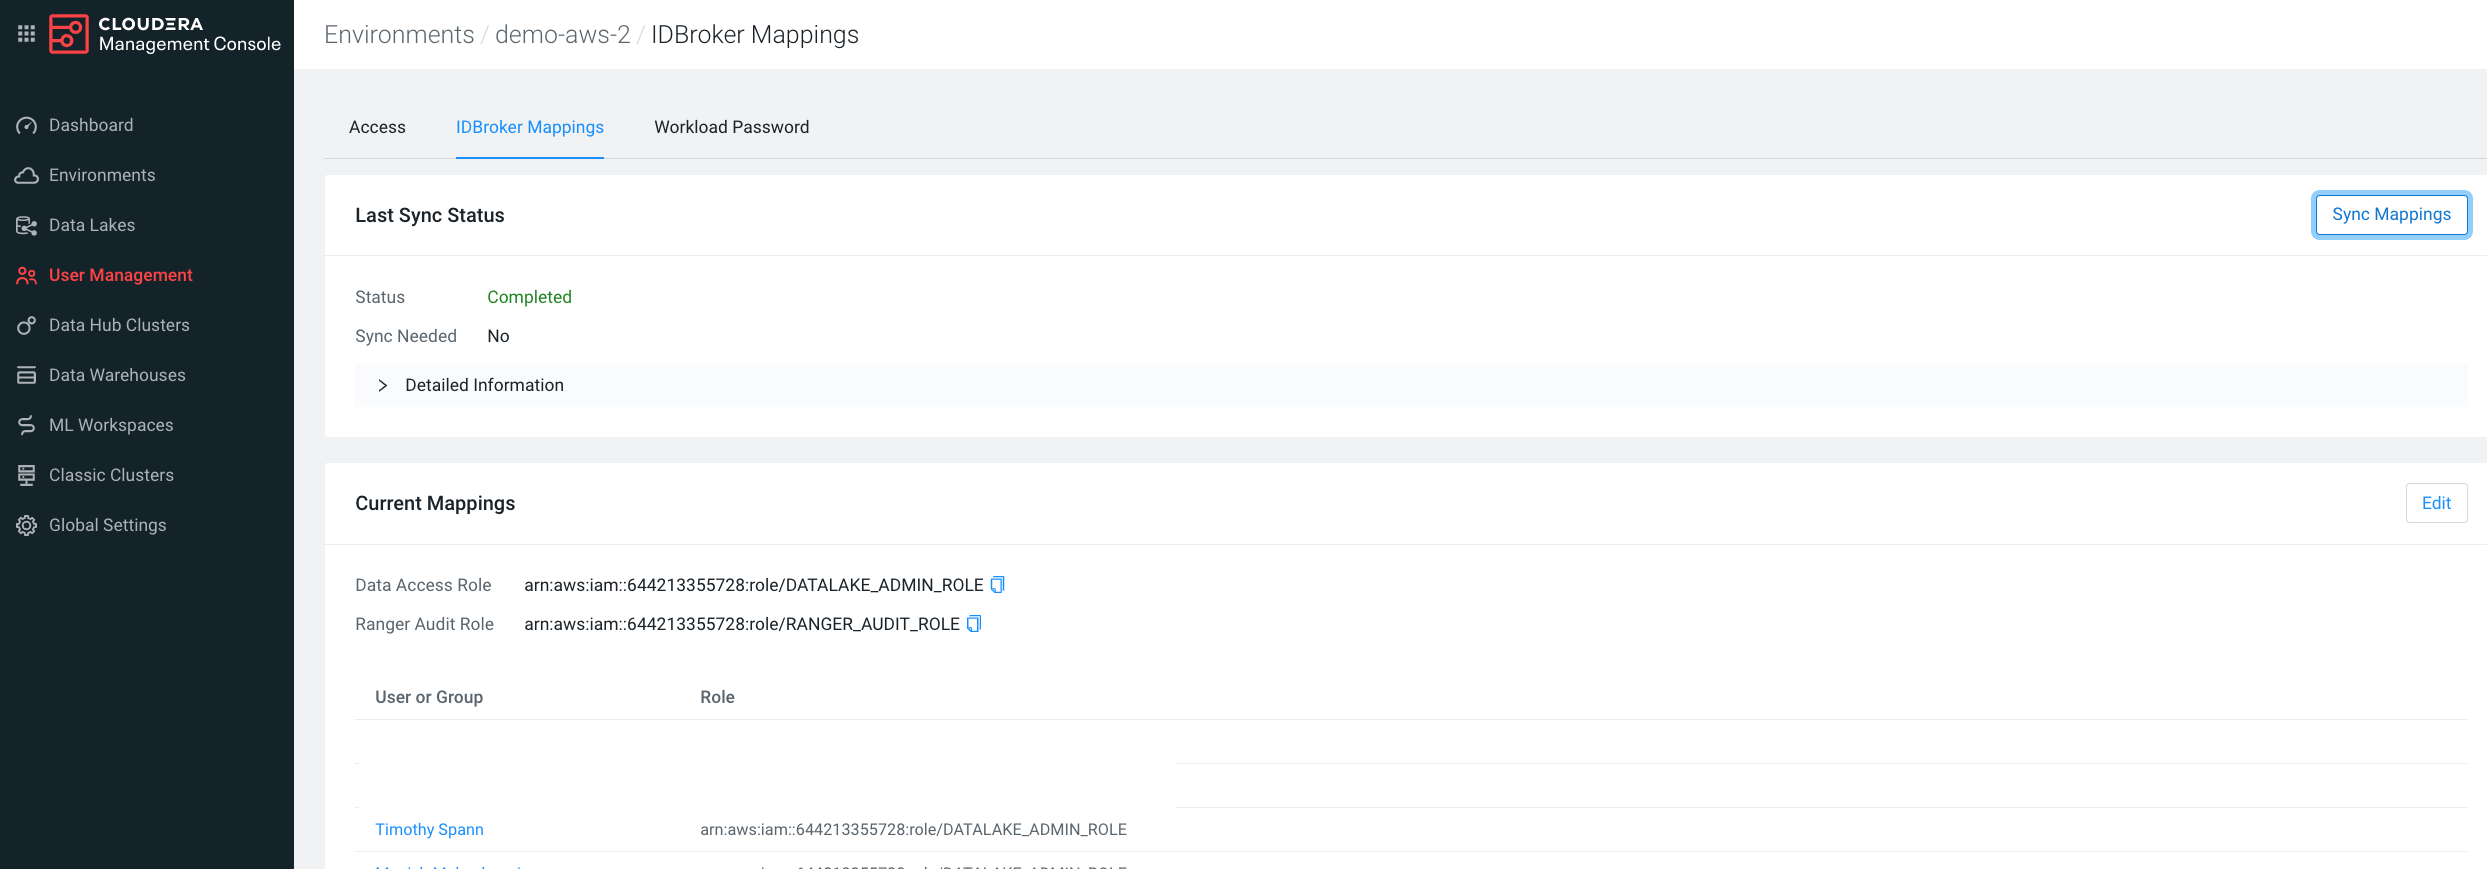 CLOUDERA
Management Console
Dashboard
Environments
Data Lakes
User Management
Data Hub Clusters
Data Warehouses
ML Workspaces
Classic Clusters
Global Settings
Environments / demo-aws-2 / IDBroker Mappings
Access IDBroker Mappings Workload Password
Last Sync Status Sync Mappings
Status Completed
Sync Needed No
Detailed Information
Current Mappings Edit
Data Access Role arn:aws:iam::644213355728:role/DATALAKE_ADMIN_ROLE
Ranger Audit Role arn:aws:iam::644213355728:role/RANGER_AUDIT_ROLE
User or Group Role
Timothy Spann arn:aws:iam::644213355728:role/DATALAKE_ADMIN_ROLE